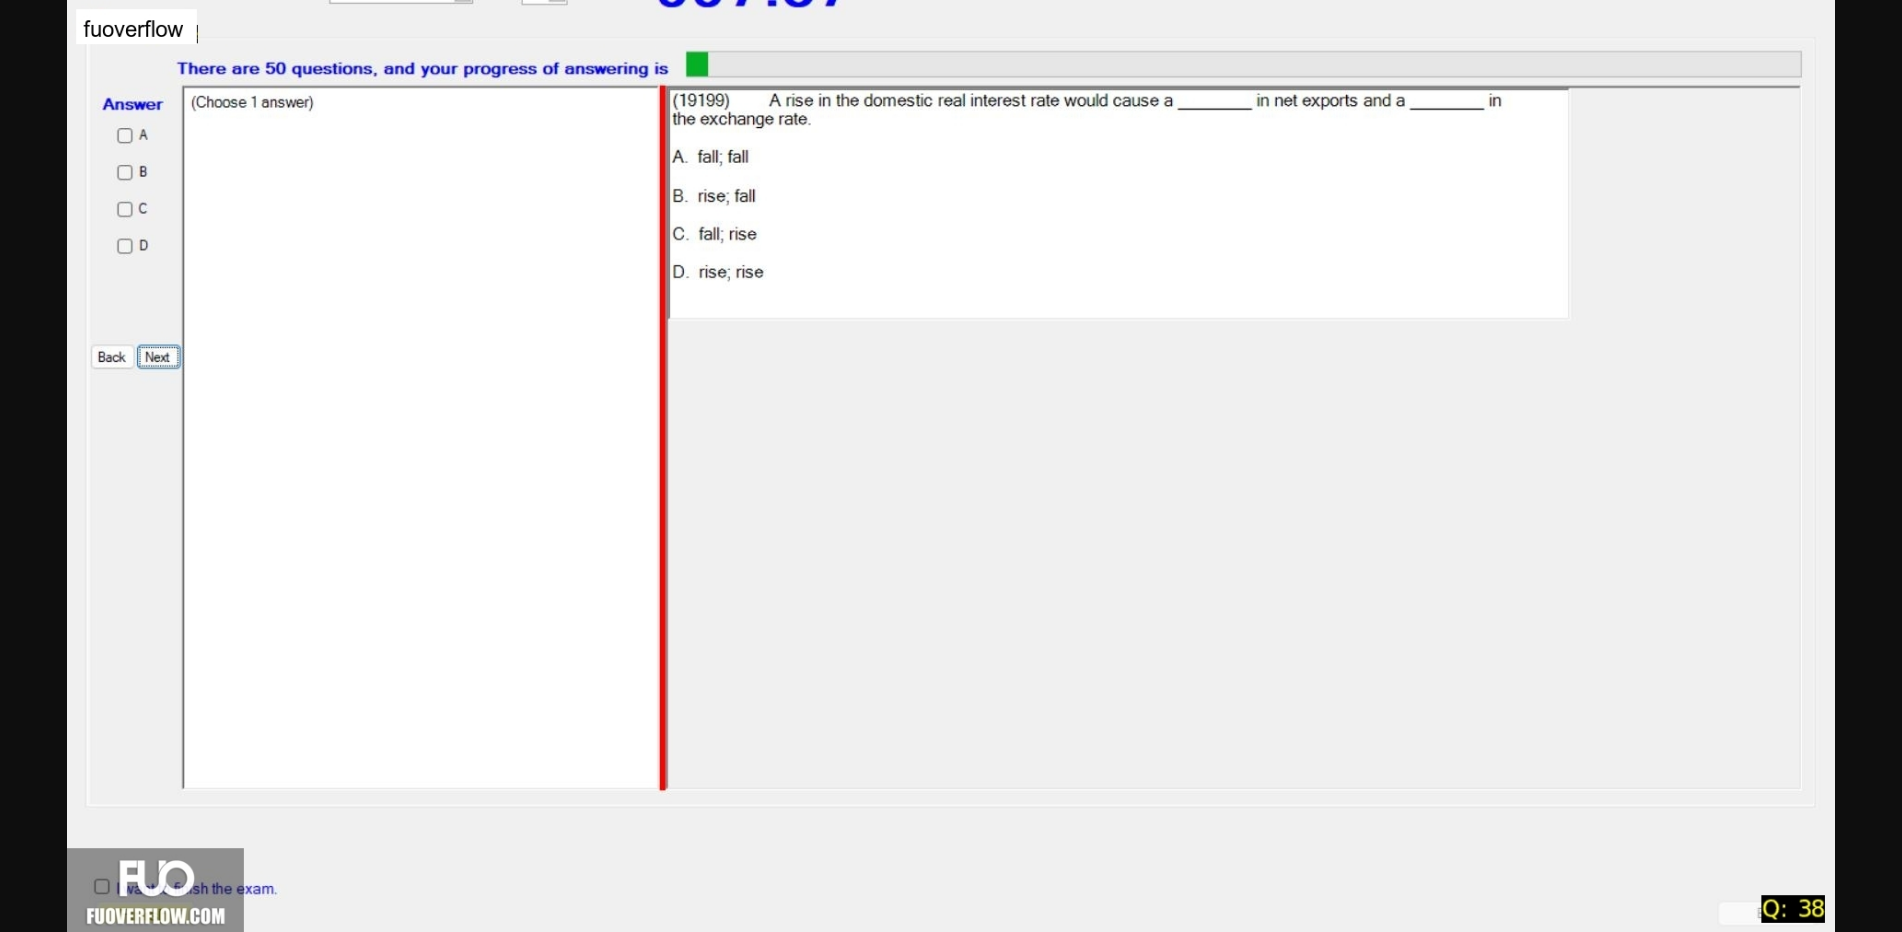 fuoverflow
There are 50 questions, and your progress of answering is
Answer
A
B
C
D
Back Next
(Choose 1 answer)
(19199) A rise in the domestic real interest rate would cause a ________ in net exports and a ________ in
the exchange rate.
A. fall; fall
B. rise; fall
C. fall; rise
D. rise; rise
FUO
sh the exam.
FUOVERFLOW.COM
Q: 38